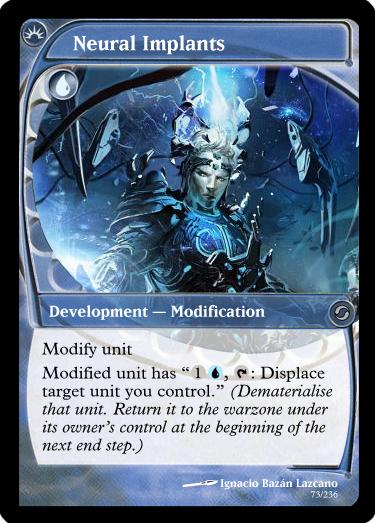 Neural Implants
Development — Modification
Modify unit
Modified unit has “ 1 , : Displace
target unit you control.” (Dematerialise
that unit. Return it to the warzone under
its owner's control at the beginning of the
next end step.)
Ignacio Bazán Lazcano
73/236